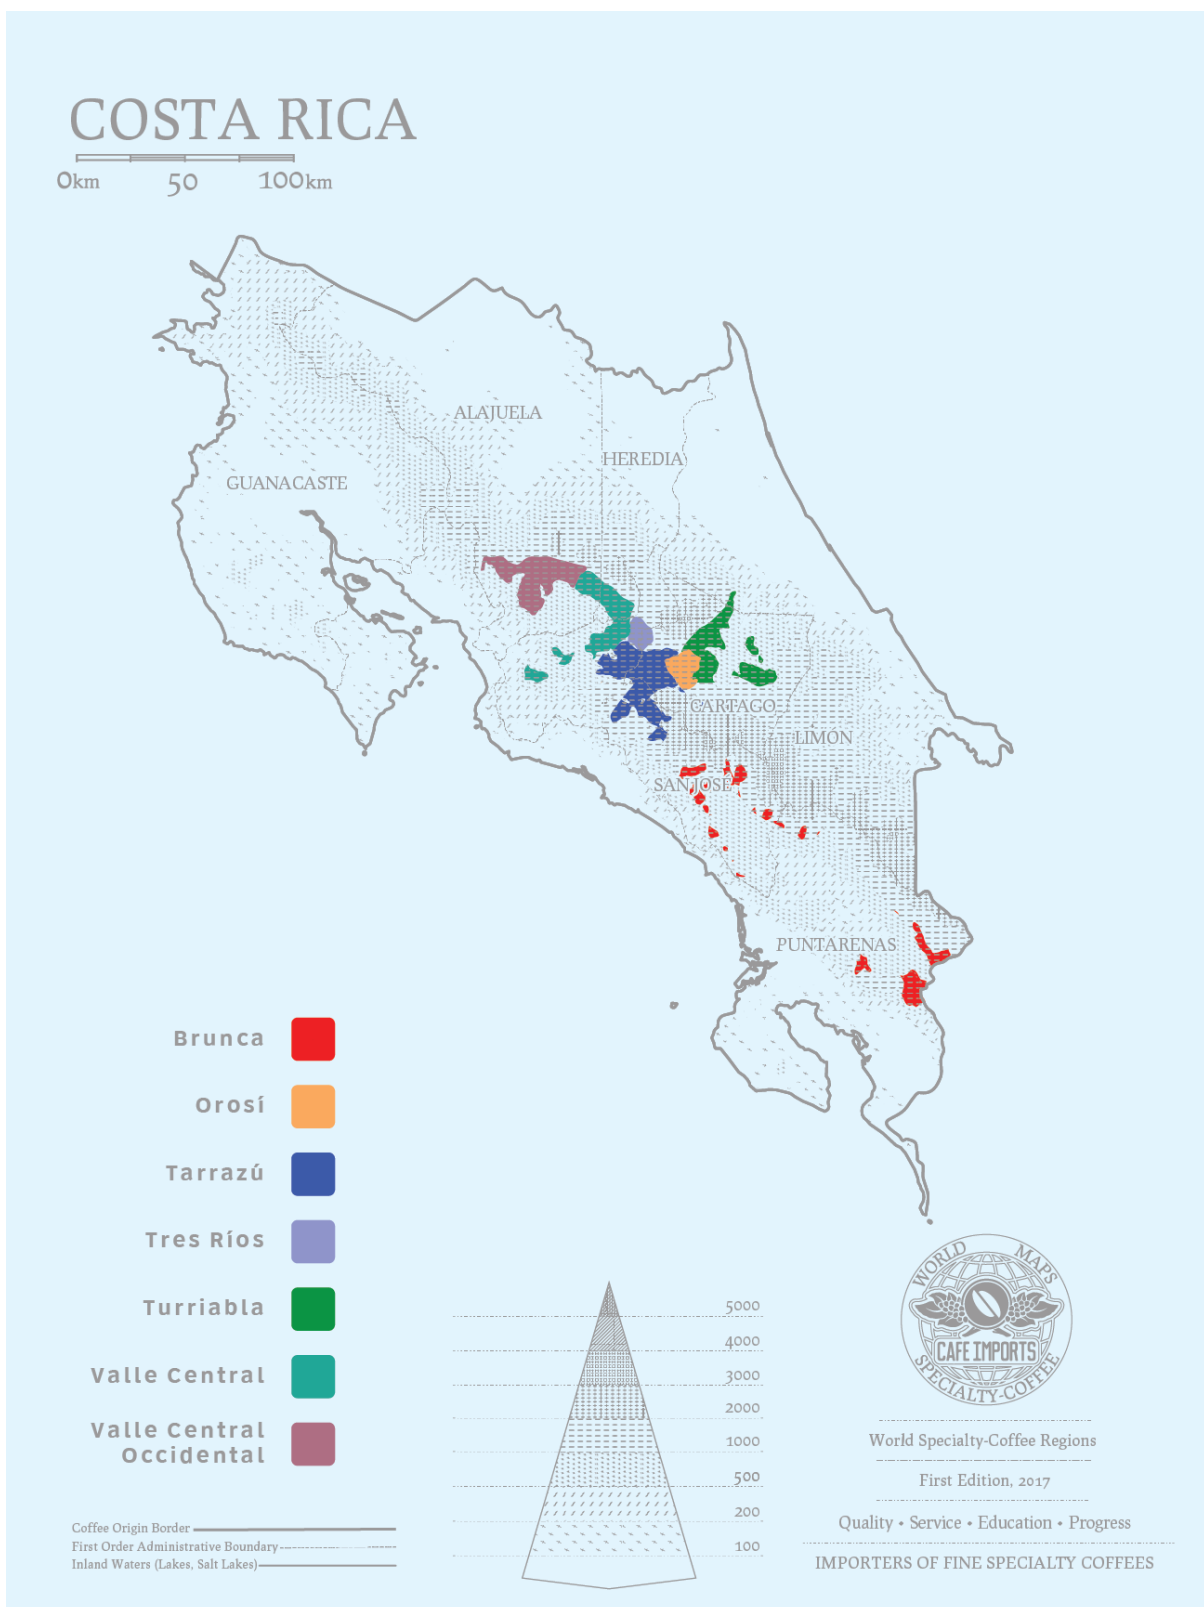 COSTA RICA
0km 50 100km
ALAJUELA
HEREDIA
GUANACASTE
CARTAGO
LIMON
SAN JOSE
PUNTARENAS
Brunca
Orosí
Tarrazú
Tres Ríos
Turriabla
Valle Central
Valle Central
Occidental
Coffee Origin Border
First Order Administrative Boundary
Inland Waters (Lakes, Salt Lakes)
5000
4000
3000
2000
1000
500
200
100
WORLD MAPS
CAFE IMPORTS
SPECIALTY-COFFEE
World Specialty-Coffee Regions
First Edition, 2017
Quality • Service • Education • Progress
IMPORTERS OF FINE SPECIALTY COFFEES